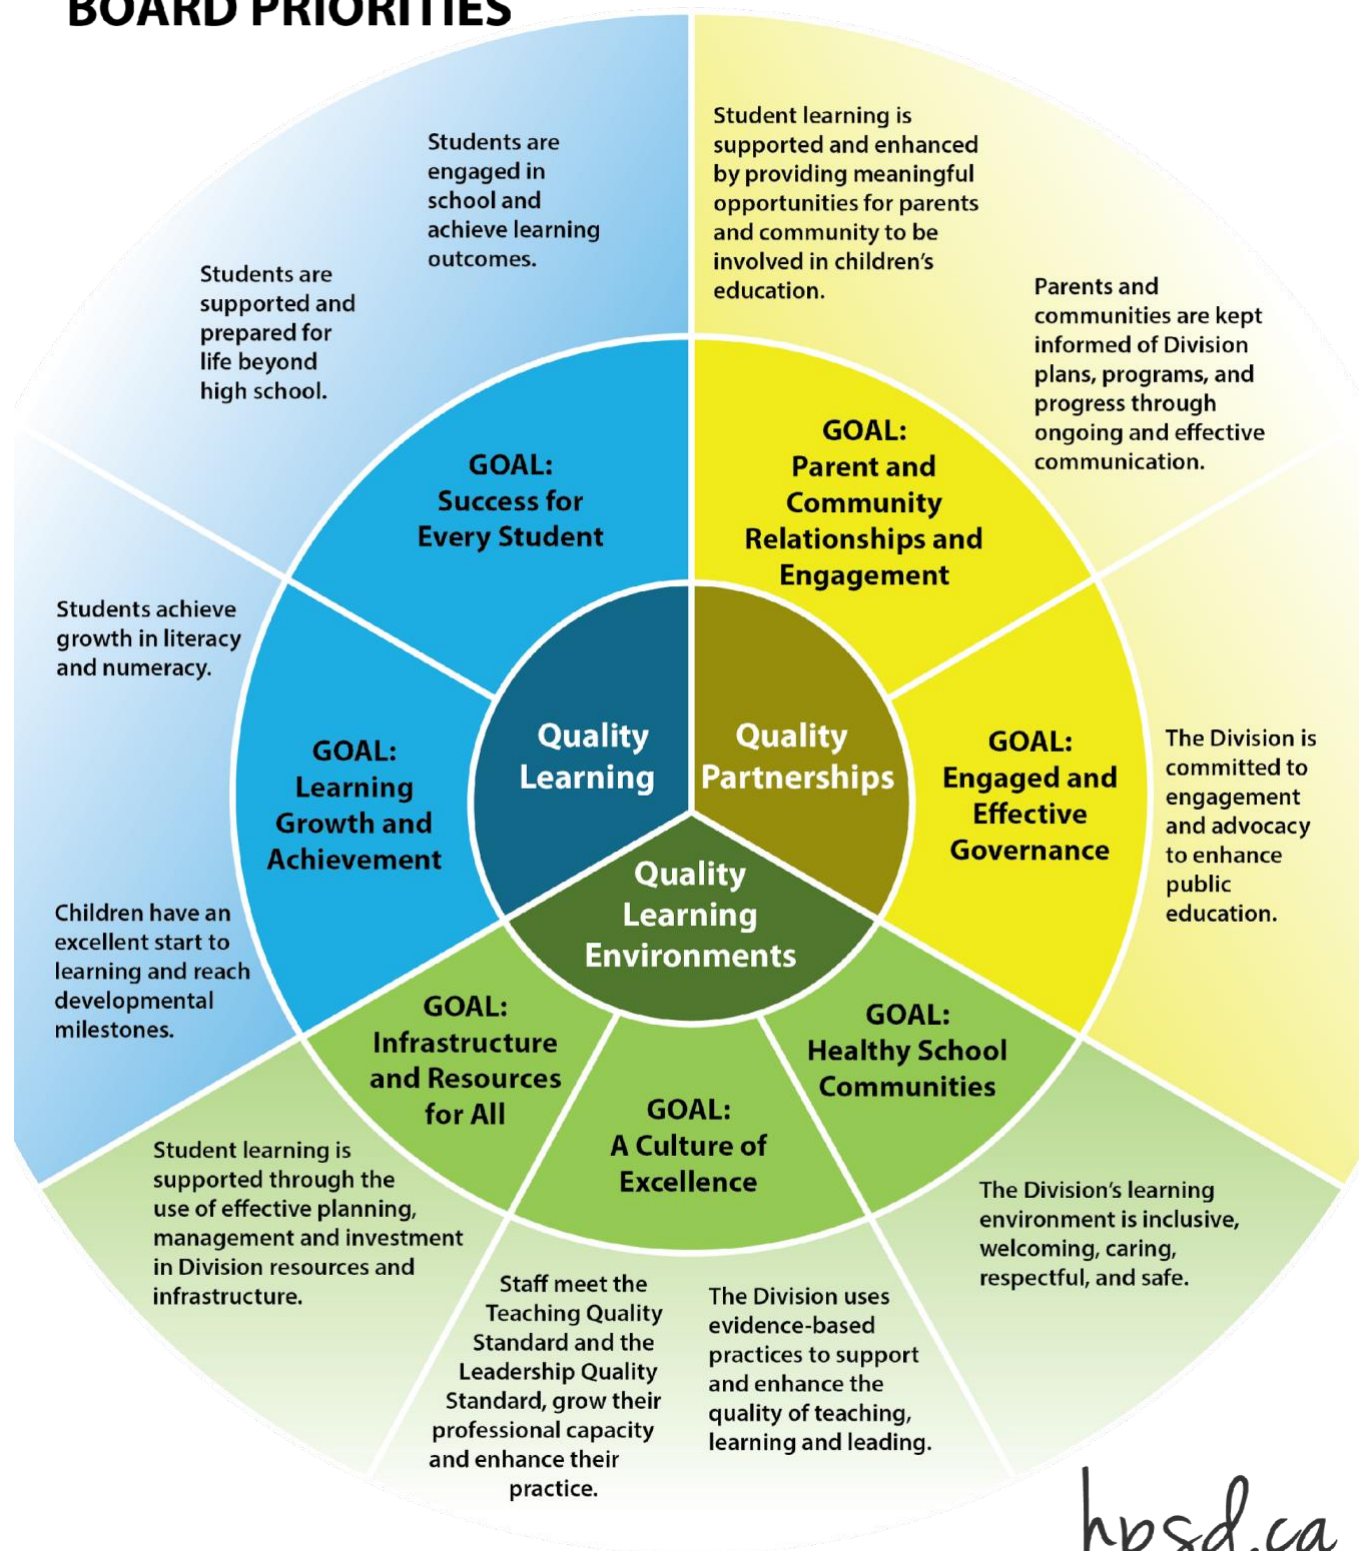 BOARD PRIORITIES
Students are
engaged in
school and
achieve learning
outcomes.
Students are
supported and
prepared for
life beyond
high school.
Student learning is
supported and enhanced
by providing meaningful
opportunities for parents
and community to be
involved in children's
education.
Parents and
communities are kept
informed of Division
plans, programs, and
progress through
ongoing and effective
communication.
GOAL:
Success for
Every Student
GOAL:
Parent and
Community
Relationships and
Engagement
Students achieve
growth in literacy
and numeracy.
Children have an
excellent start to
learning and reach
developmental
milestones.
GOAL:
Learning
Growth and
Achievement
Quality
Learning
Quality
Partnerships
Quality
Learning
Environments
GOAL:
Engaged and
Effective
Governance
The Division is
committed to
engagement
and advocacy
to enhance
public
education.
GOAL:
Infrastructure
and Resources
for All
GOAL:
A Culture of
Excellence
GOAL:
Healthy School
Communities
Student learning is
supported through the
use of effective planning,
management and investment
in Division resources and
infrastructure.
Staff meet the
Teaching Quality
Standard and the
Leadership Quality
Standard, grow their
professional capacity
and enhance their
practice.
The Division uses
evidence-based
practices to support
and enhance the
quality of teaching,
learning and leading.
The Division's learning
environment is inclusive,
welcoming, caring,
respectful, and safe.
hpsd.ca